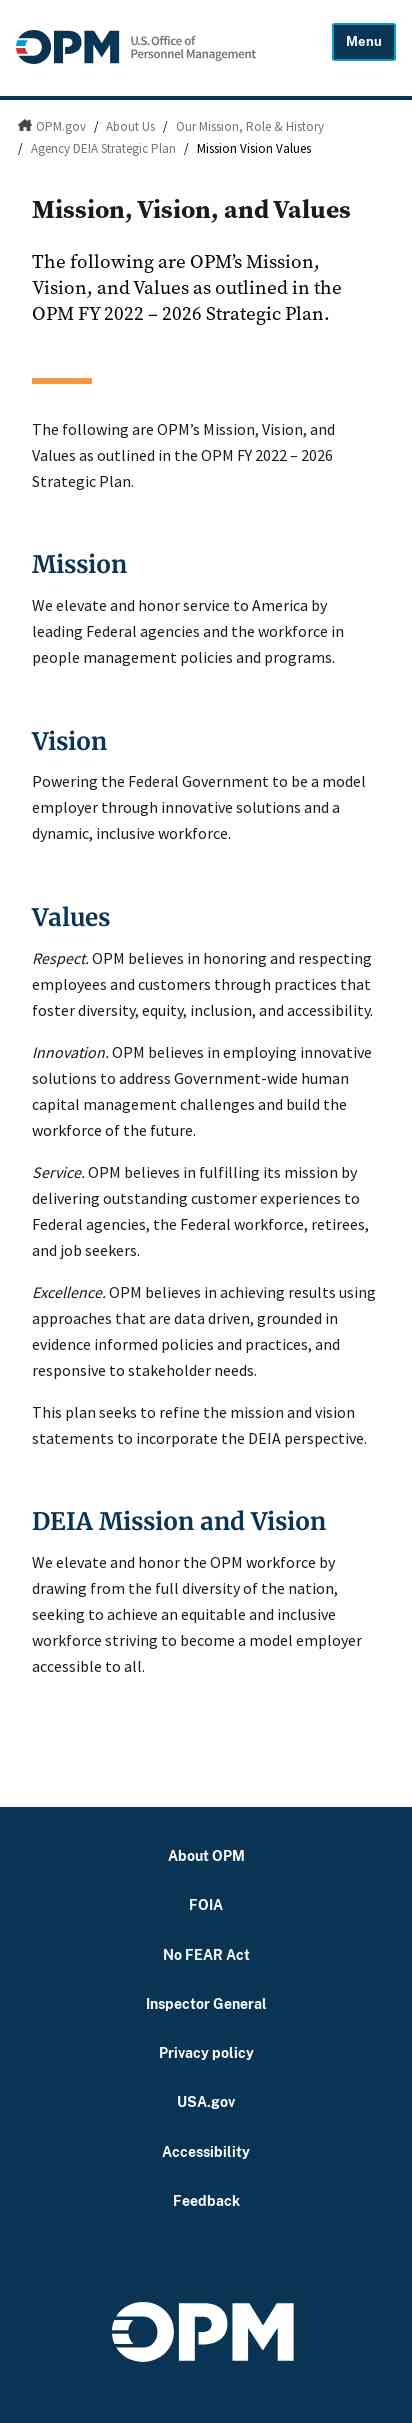 OPM U.S. Office of
Personnel Management
Menu
OPM.gov / About Us / Our Mission, Role & History
/ Agency DEIA Strategic Plan / Mission Vision Values
Mission, Vision, and Values
The following are OPM’s Mission,
Vision, and Values as outlined in the
OPM FY 2022 – 2026 Strategic Plan.
The following are OPM’s Mission, Vision, and
Values as outlined in the OPM FY 2022 – 2026
Strategic Plan.
Mission
We elevate and honor service to America by
leading Federal agencies and the workforce in
people management policies and programs.
Vision
Powering the Federal Government to be a model
employer through innovative solutions and a
dynamic, inclusive workforce.
Values
Respect. OPM believes in honoring and respecting
employees and customers through practices that
foster diversity, equity, inclusion, and accessibility.
Innovation. OPM believes in employing innovative
solutions to address Government-wide human
capital management challenges and build the
workforce of the future.
Service. OPM believes in fulfilling its mission by
delivering outstanding customer experiences to
Federal agencies, the Federal workforce, retirees,
and job seekers.
Excellence. OPM believes in achieving results using
approaches that are data driven, grounded in
evidence informed policies and practices, and
responsive to stakeholder needs.
This plan seeks to refine the mission and vision
statements to incorporate the DEIA perspective.
DEIA Mission and Vision
We elevate and honor the OPM workforce by
drawing from the full diversity of the nation,
seeking to achieve an equitable and inclusive
workforce striving to become a model employer
accessible to all.
About OPM
FOIA
No FEAR Act
Inspector General
Privacy policy
USA.gov
Accessibility
Feedback
OPM